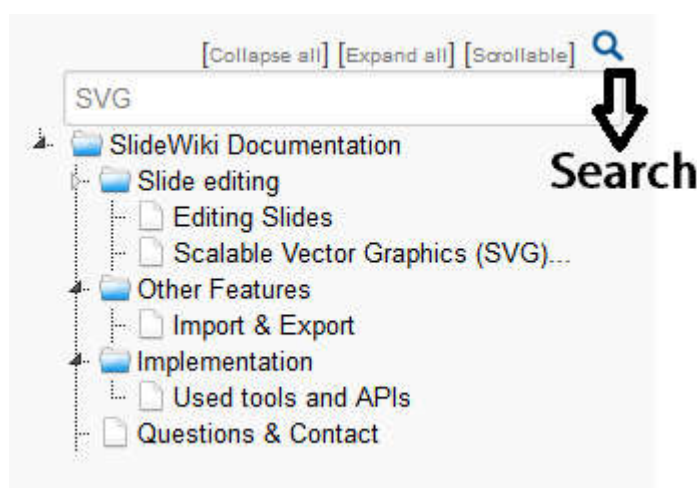 [Collapse all] [Expand all] [Scrollable]
SVG
SlideWiki Documentation
Slide editing
Search
Editing Slides
Scalable Vector Graphics (SVG)...
Other Features
Import & Export
Implementation
Used tools and APIs
Questions & Contact